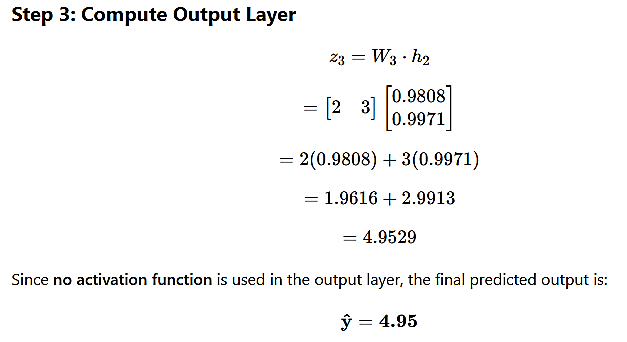 Step 3: Compute Output Layer
z₃ = W₃ · h₂
= [2 3] [0.9808
0.9971]
= 2(0.9808) + 3(0.9971)
= 1.9616 + 2.9913
= 4.9529
Since no activation function is used in the output layer, the final predicted output is:
ŷ = 4.95